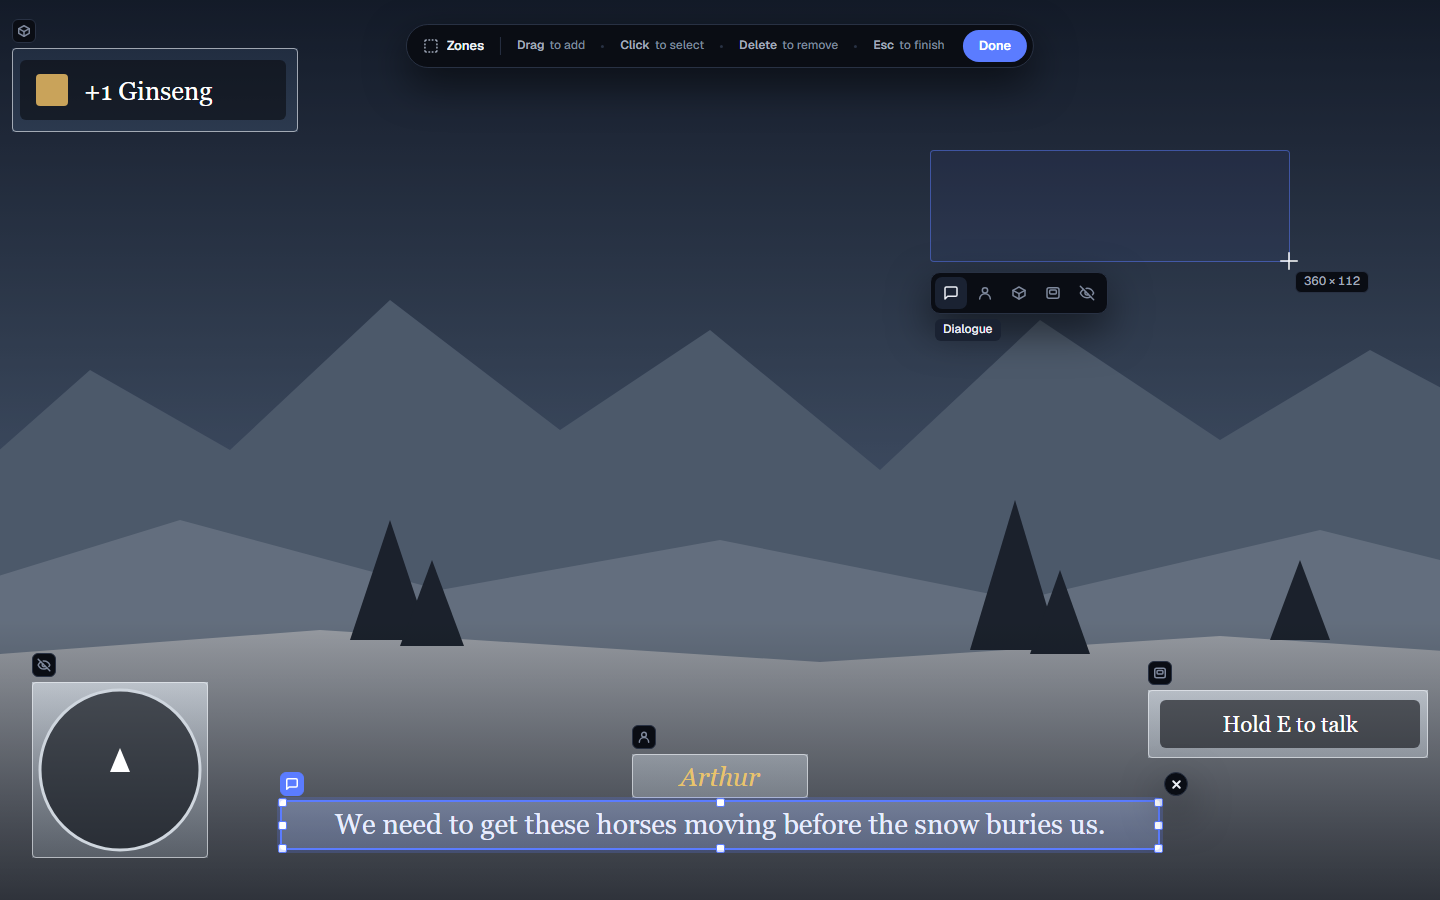 Zones
Drag to add · Click to select · Delete to remove · Esc to finish
Done
+1 Ginseng
360 × 112
Dialogue
Hold E to talk
Arthur
We need to get these horses moving before the snow buries us.